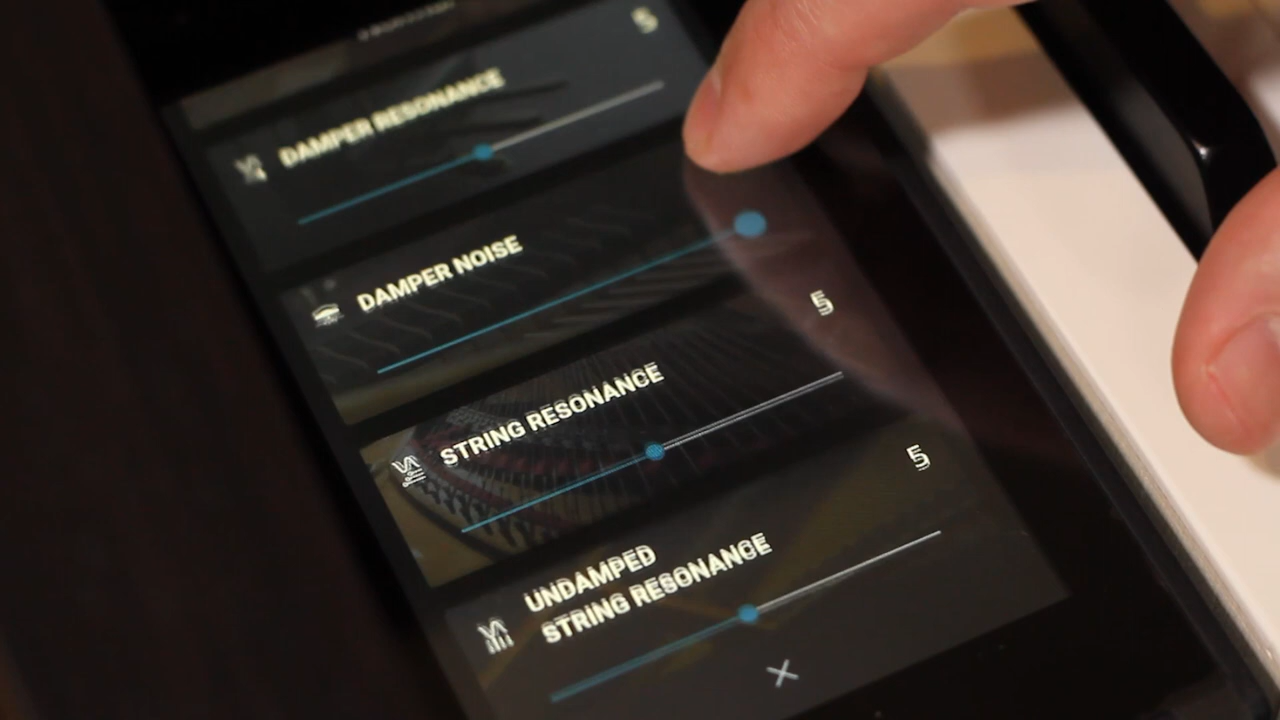 5
DAMPER RESONANCE
DAMPER NOISE
5
STRING RESONANCE
5
UNDAMPED
STRING RESONANCE